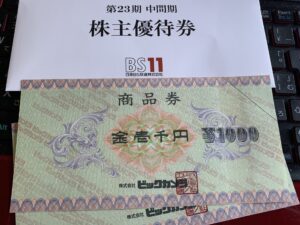 第23期 中間期
株主優待券
BS11
日本BS放送株式会社
商品券
金壱千円 ¥1000
株式会社 ビックカメラ
株式会社 ビックカメラ